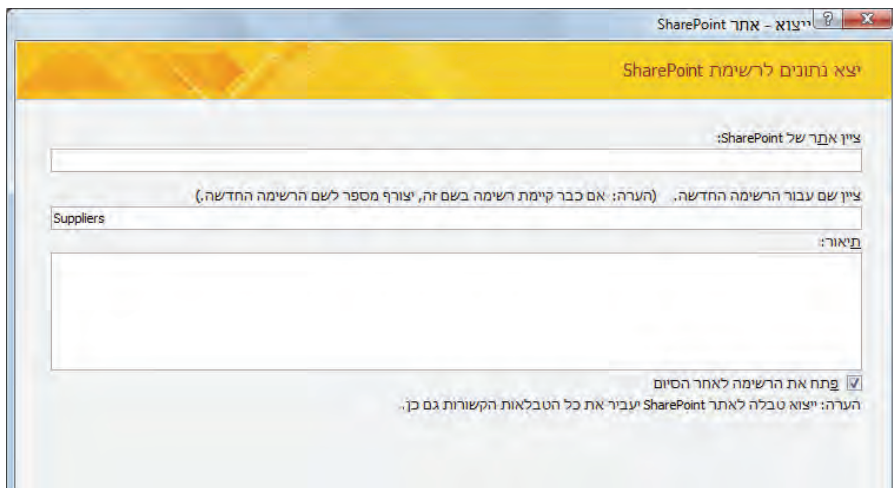 ייצוא - אתר SharePoint
יצא נתונים לרשימת SharePoint
ציין אתר של SharePoint:
ציין שם עבור הרשימה החדשה. (הערה: אם כבר קיימת רשימה בשם זה, יצורף מספר לשם הרשימה החדשה.)
Suppliers
תיאור:
פתח את הרשימה לאחר הסיום
הערה: ייצוא טבלה לאתר SharePoint יעביר את כל הטבלאות הקשורות גם כן.